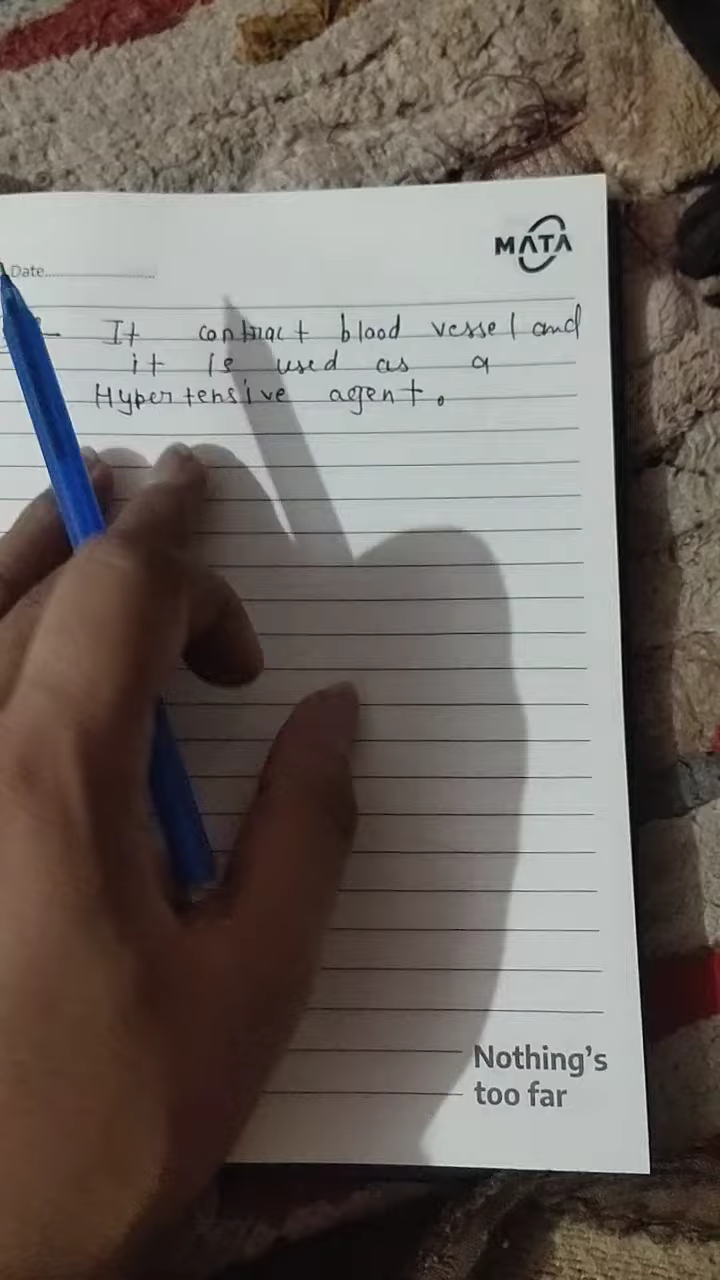 MATA
Date
It contract blood vessel and
it is used as a
Hypertensive agent.
Nothing's
too far